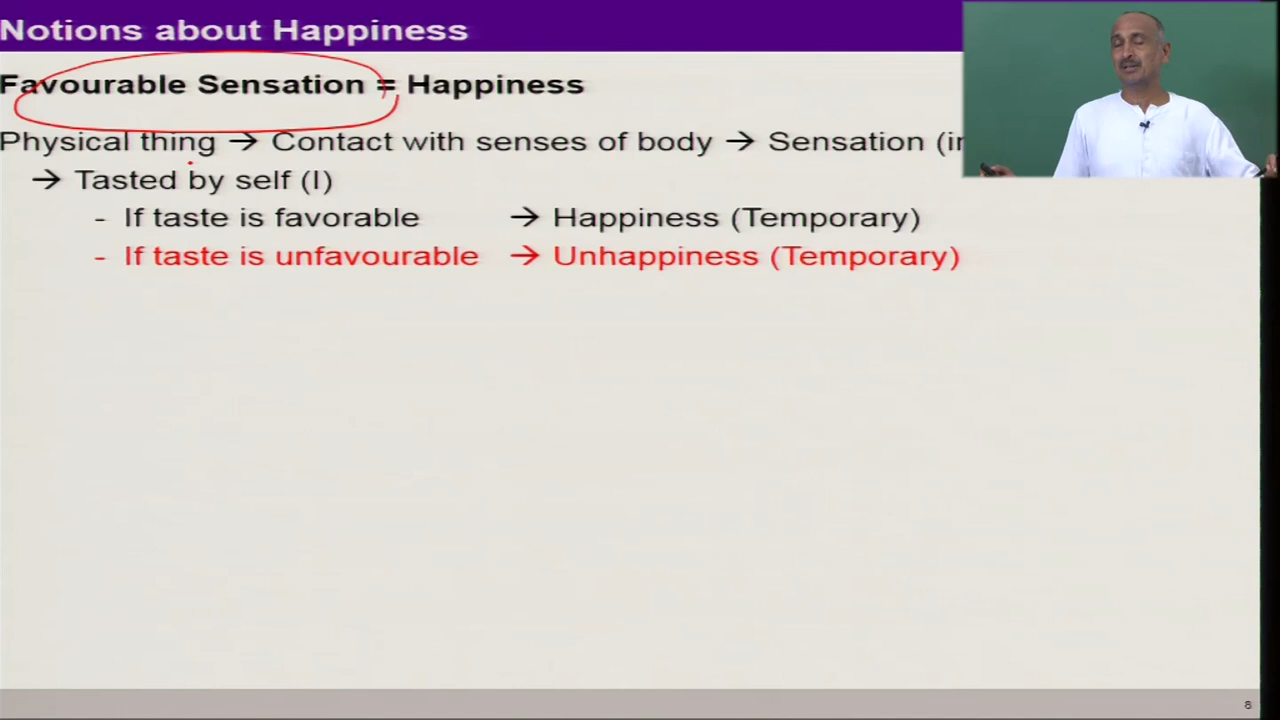 Notions about Happiness
Favourable Sensation = Happiness
Physical thing → Contact with senses of body → Sensation (in
→ Tasted by self (I)
- If taste is favorable → Happiness (Temporary)
- If taste is unfavourable → Unhappiness (Temporary)
8